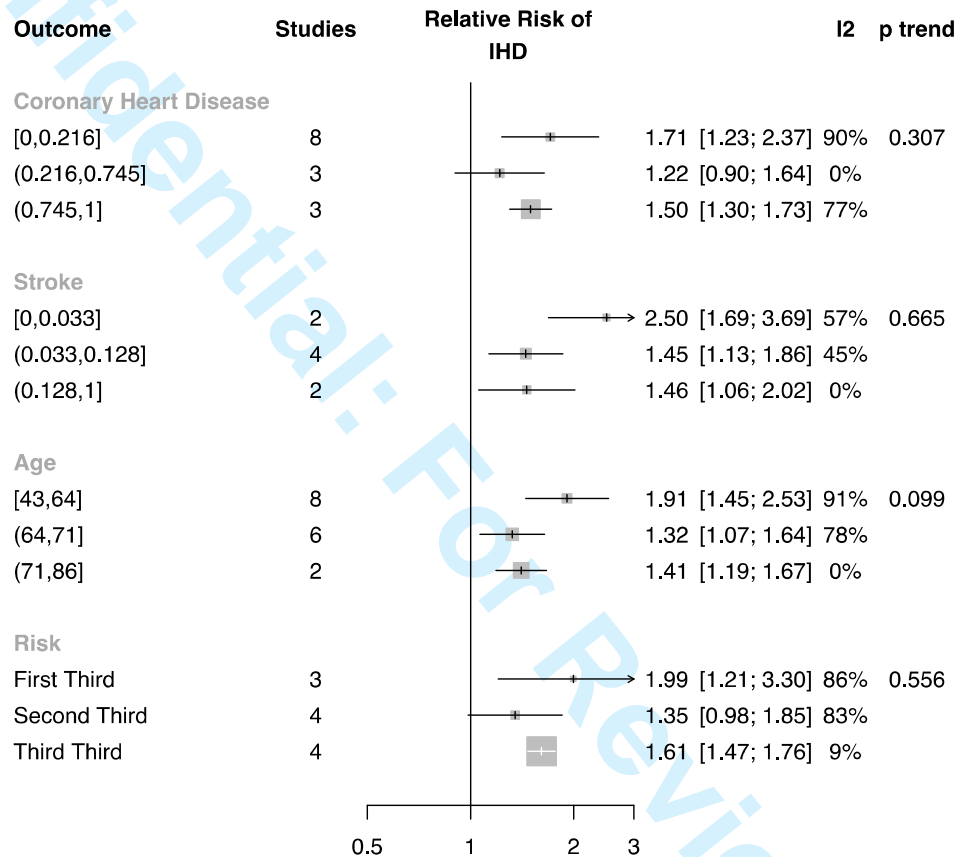 Outcome Studies Relative Risk of IHD I2 p trend
Coronary Heart Disease
[0,0.216] 8 1.71 [1.23; 2.37] 90% 0.307
(0.216,0.745] 3 1.22 [0.90; 1.64] 0%
(0.745,1] 3 1.50 [1.30; 1.73] 77%
Stroke
[0,0.033] 2 2.50 [1.69; 3.69] 57% 0.665
(0.033,0.128] 4 1.45 [1.13; 1.86] 45%
(0.128,1] 2 1.46 [1.06; 2.02] 0%
Age
[43,64] 8 1.91 [1.45; 2.53] 91% 0.099
(64,71] 6 1.32 [1.07; 1.64] 78%
(71,86] 2 1.41 [1.19; 1.67] 0%
Risk
First Third 3 1.99 [1.21; 3.30] 86% 0.556
Second Third 4 1.35 [0.98; 1.85] 83%
Third Third 4 1.61 [1.47; 1.76] 9%
0.5 1 2 3
fidential: For Revie